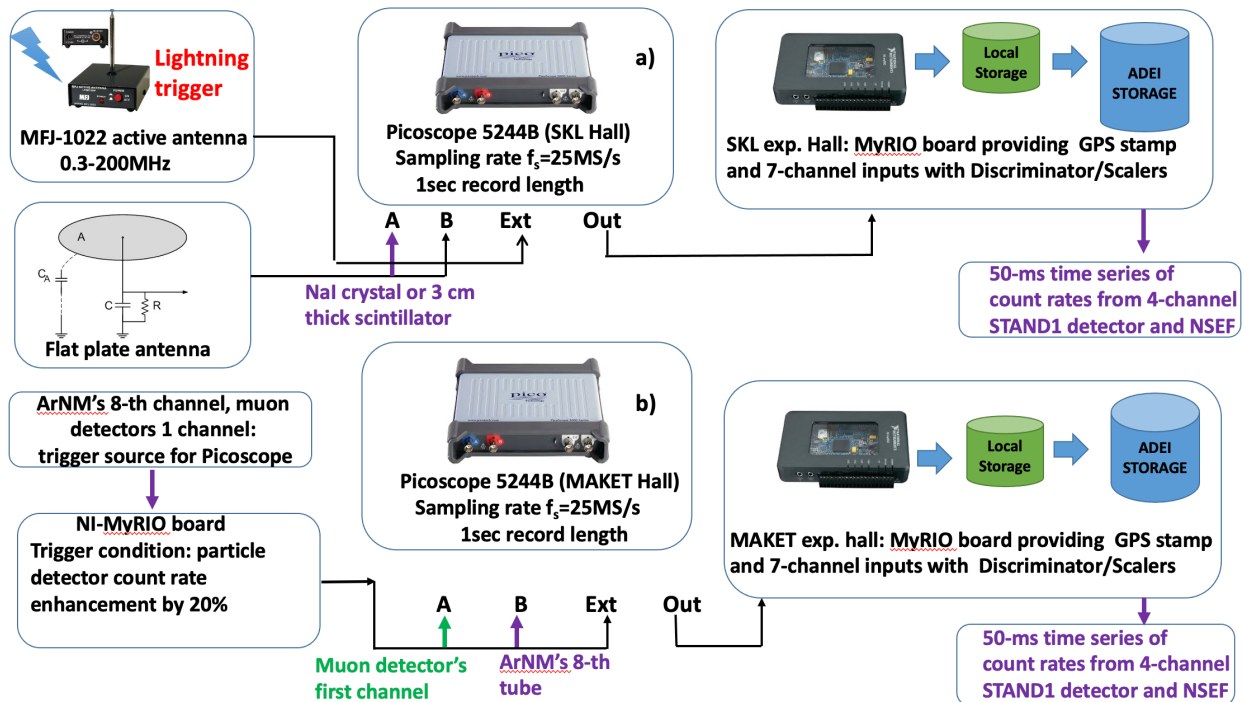 Lightning
trigger
MFJ
MFJ-1022 active antenna
0.3-200MHz
a)
pico
Technology
Picoscope 5244B (SKL Hall)
Sampling rate fs=25MS/s
1sec record length
A
B
Ext
Out
NaI crystal or 3 cm
thick scintillator
Local
Storage
ADEI
STORAGE
SKL exp. Hall: MyRIO board providing GPS stamp
and 7-channel inputs with Discriminator/Scalers
50-ms time series of
count rates from 4-channel
STAND1 detector and NSEF
A
CA
C
R
Flat plate antenna
ArNM's 8-th channel, muon
detectors 1 channel:
trigger source for Picoscope
NI-MyRIO board
Trigger condition: particle
detector count rate
enhancement by 20%
b)
pico
Technology
Picoscope 5244B (MAKET Hall)
Sampling rate fs=25MS/s
1sec record length
A
B
Ext
Out
Muon detector's
first channel
ArNM's 8-th
tube
Local
Storage
ADEI
STORAGE
MAKET exp. hall: MyRIO board providing GPS stamp
and 7-channel inputs with Discriminator/Scalers
50-ms time series of
count rates from 4-channel
STAND1 detector and NSEF